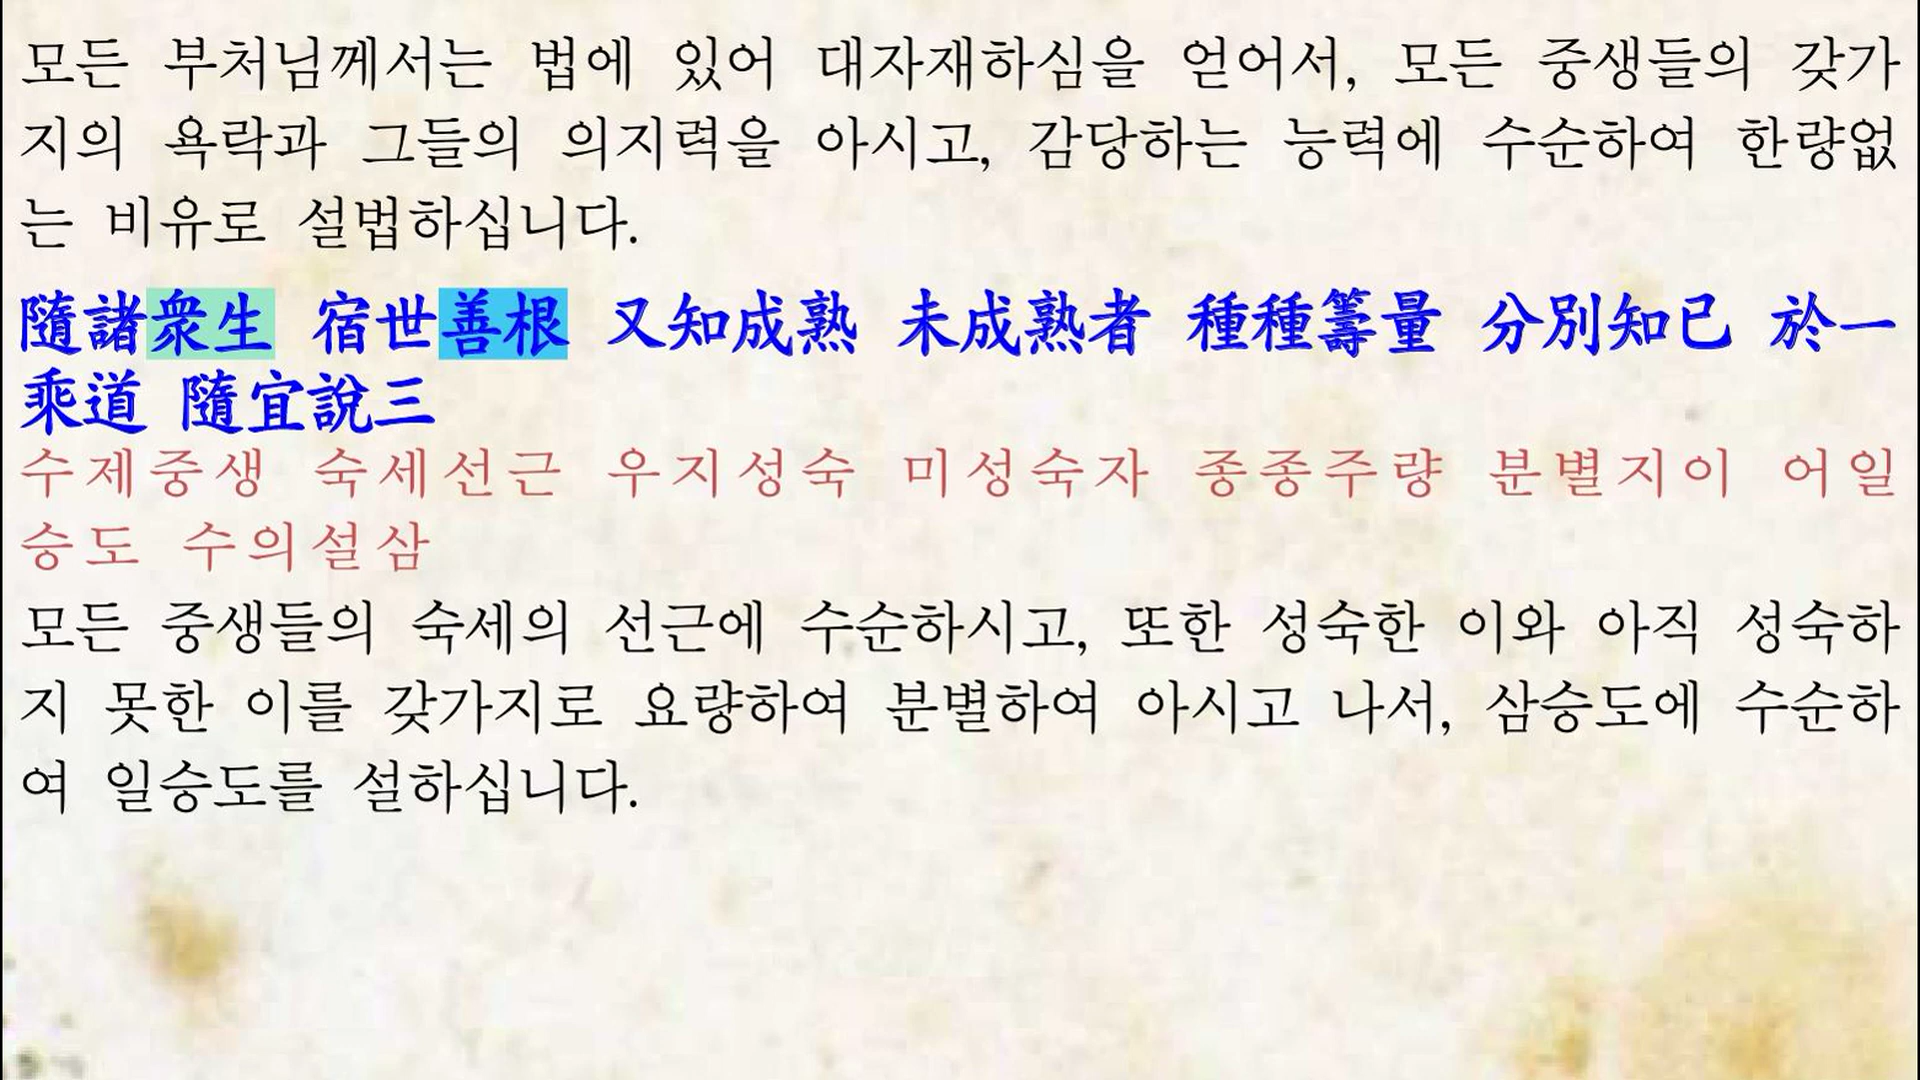 모든 부처님께서는 법에 있어 대자재하심을 얻어서, 모든 중생들의 갖가
지의 욕락과 그들의 의지력을 아시고, 감당하는 능력에 수순하여 한량없
는 비유로 설법하십니다.
隨諸衆生 宿世善根 又知成熟 未成熟者 種種籌量 分別知已 於一
乘道 隨宜說三
수제중생 숙세선근 우지성숙 미성숙자 종종주량 분별지이 어일
승도 수의설삼
모든 중생들의 숙세의 선근에 수순하시고, 또한 성숙한 이와 아직 성숙하
지 못한 이를 갖가지로 요량하여 분별하여 아시고 나서, 삼승도에 수순하
여 일승도를 설하십니다.